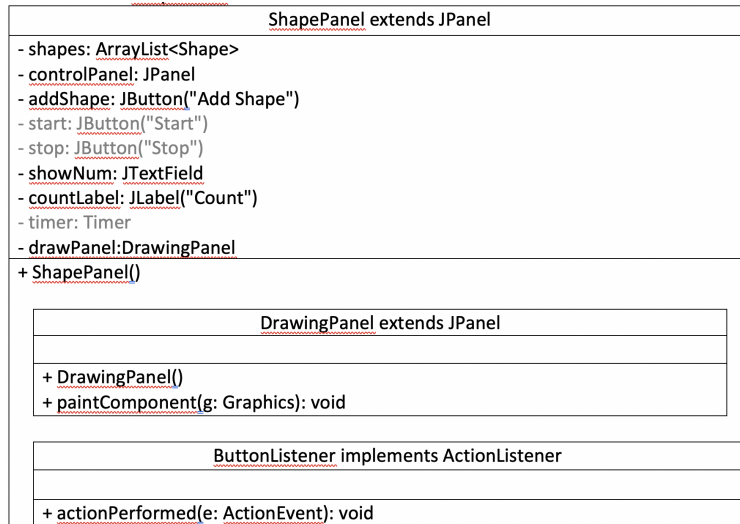 ShapePanel extends JPanel
- shapes: ArrayList<Shape>
- controlPanel: JPanel
- addShape: JButton("Add Shape")
- start: JButton("Start")
- stop: JButton("Stop")
- showNum: JTextField
- countLabel: JLabel("Count")
- timer: Timer
- drawPanel:DrawingPanel
+ ShapePanel()
DrawingPanel extends JPanel
+ DrawingPanel()
+ paintComponent(g: Graphics): void
ButtonListener implements ActionListener
+ actionPerformed(e: ActionEvent): void